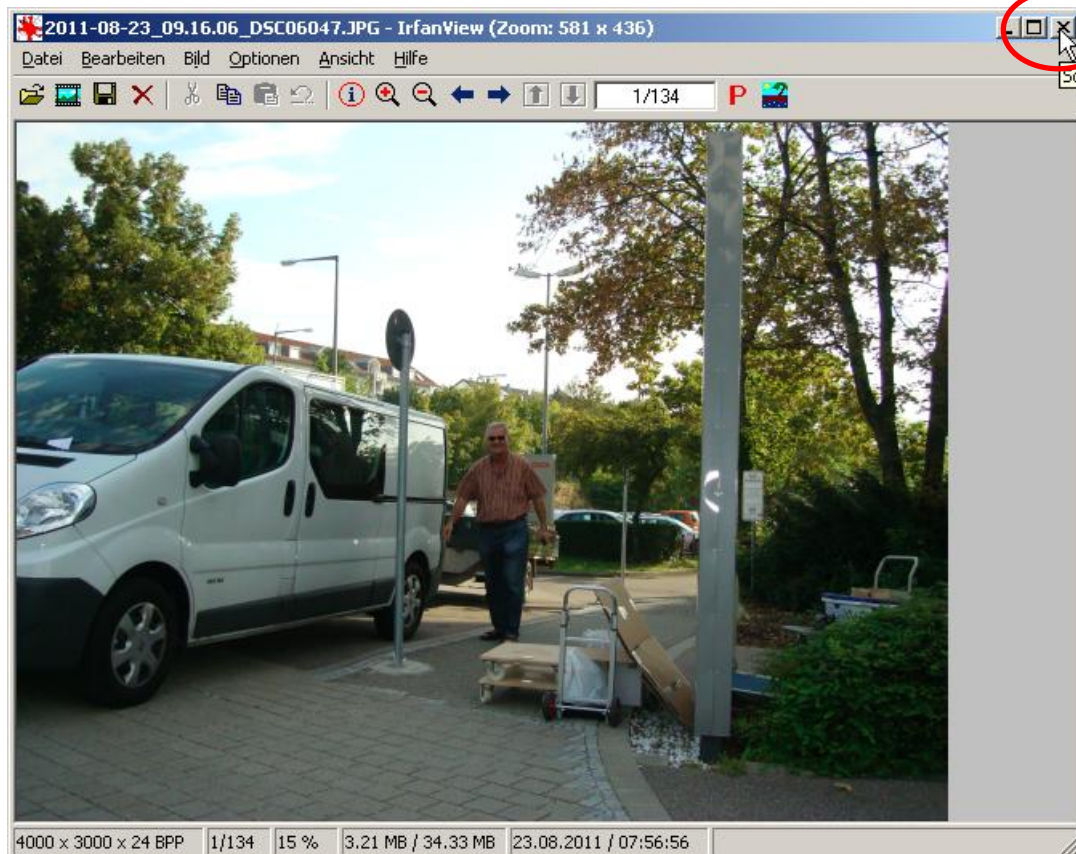 2011-08-23_09.16.06_DSC06047.JPG - IrfanView (Zoom: 581 x 436)
Datei Bearbeiten Bild Optionen Ansicht Hilfe
1/134 P
4000 x 3000 x 24 BPP 1/134 15 % 3.21 MB / 34.33 MB 23.08.2011 / 07:56:56